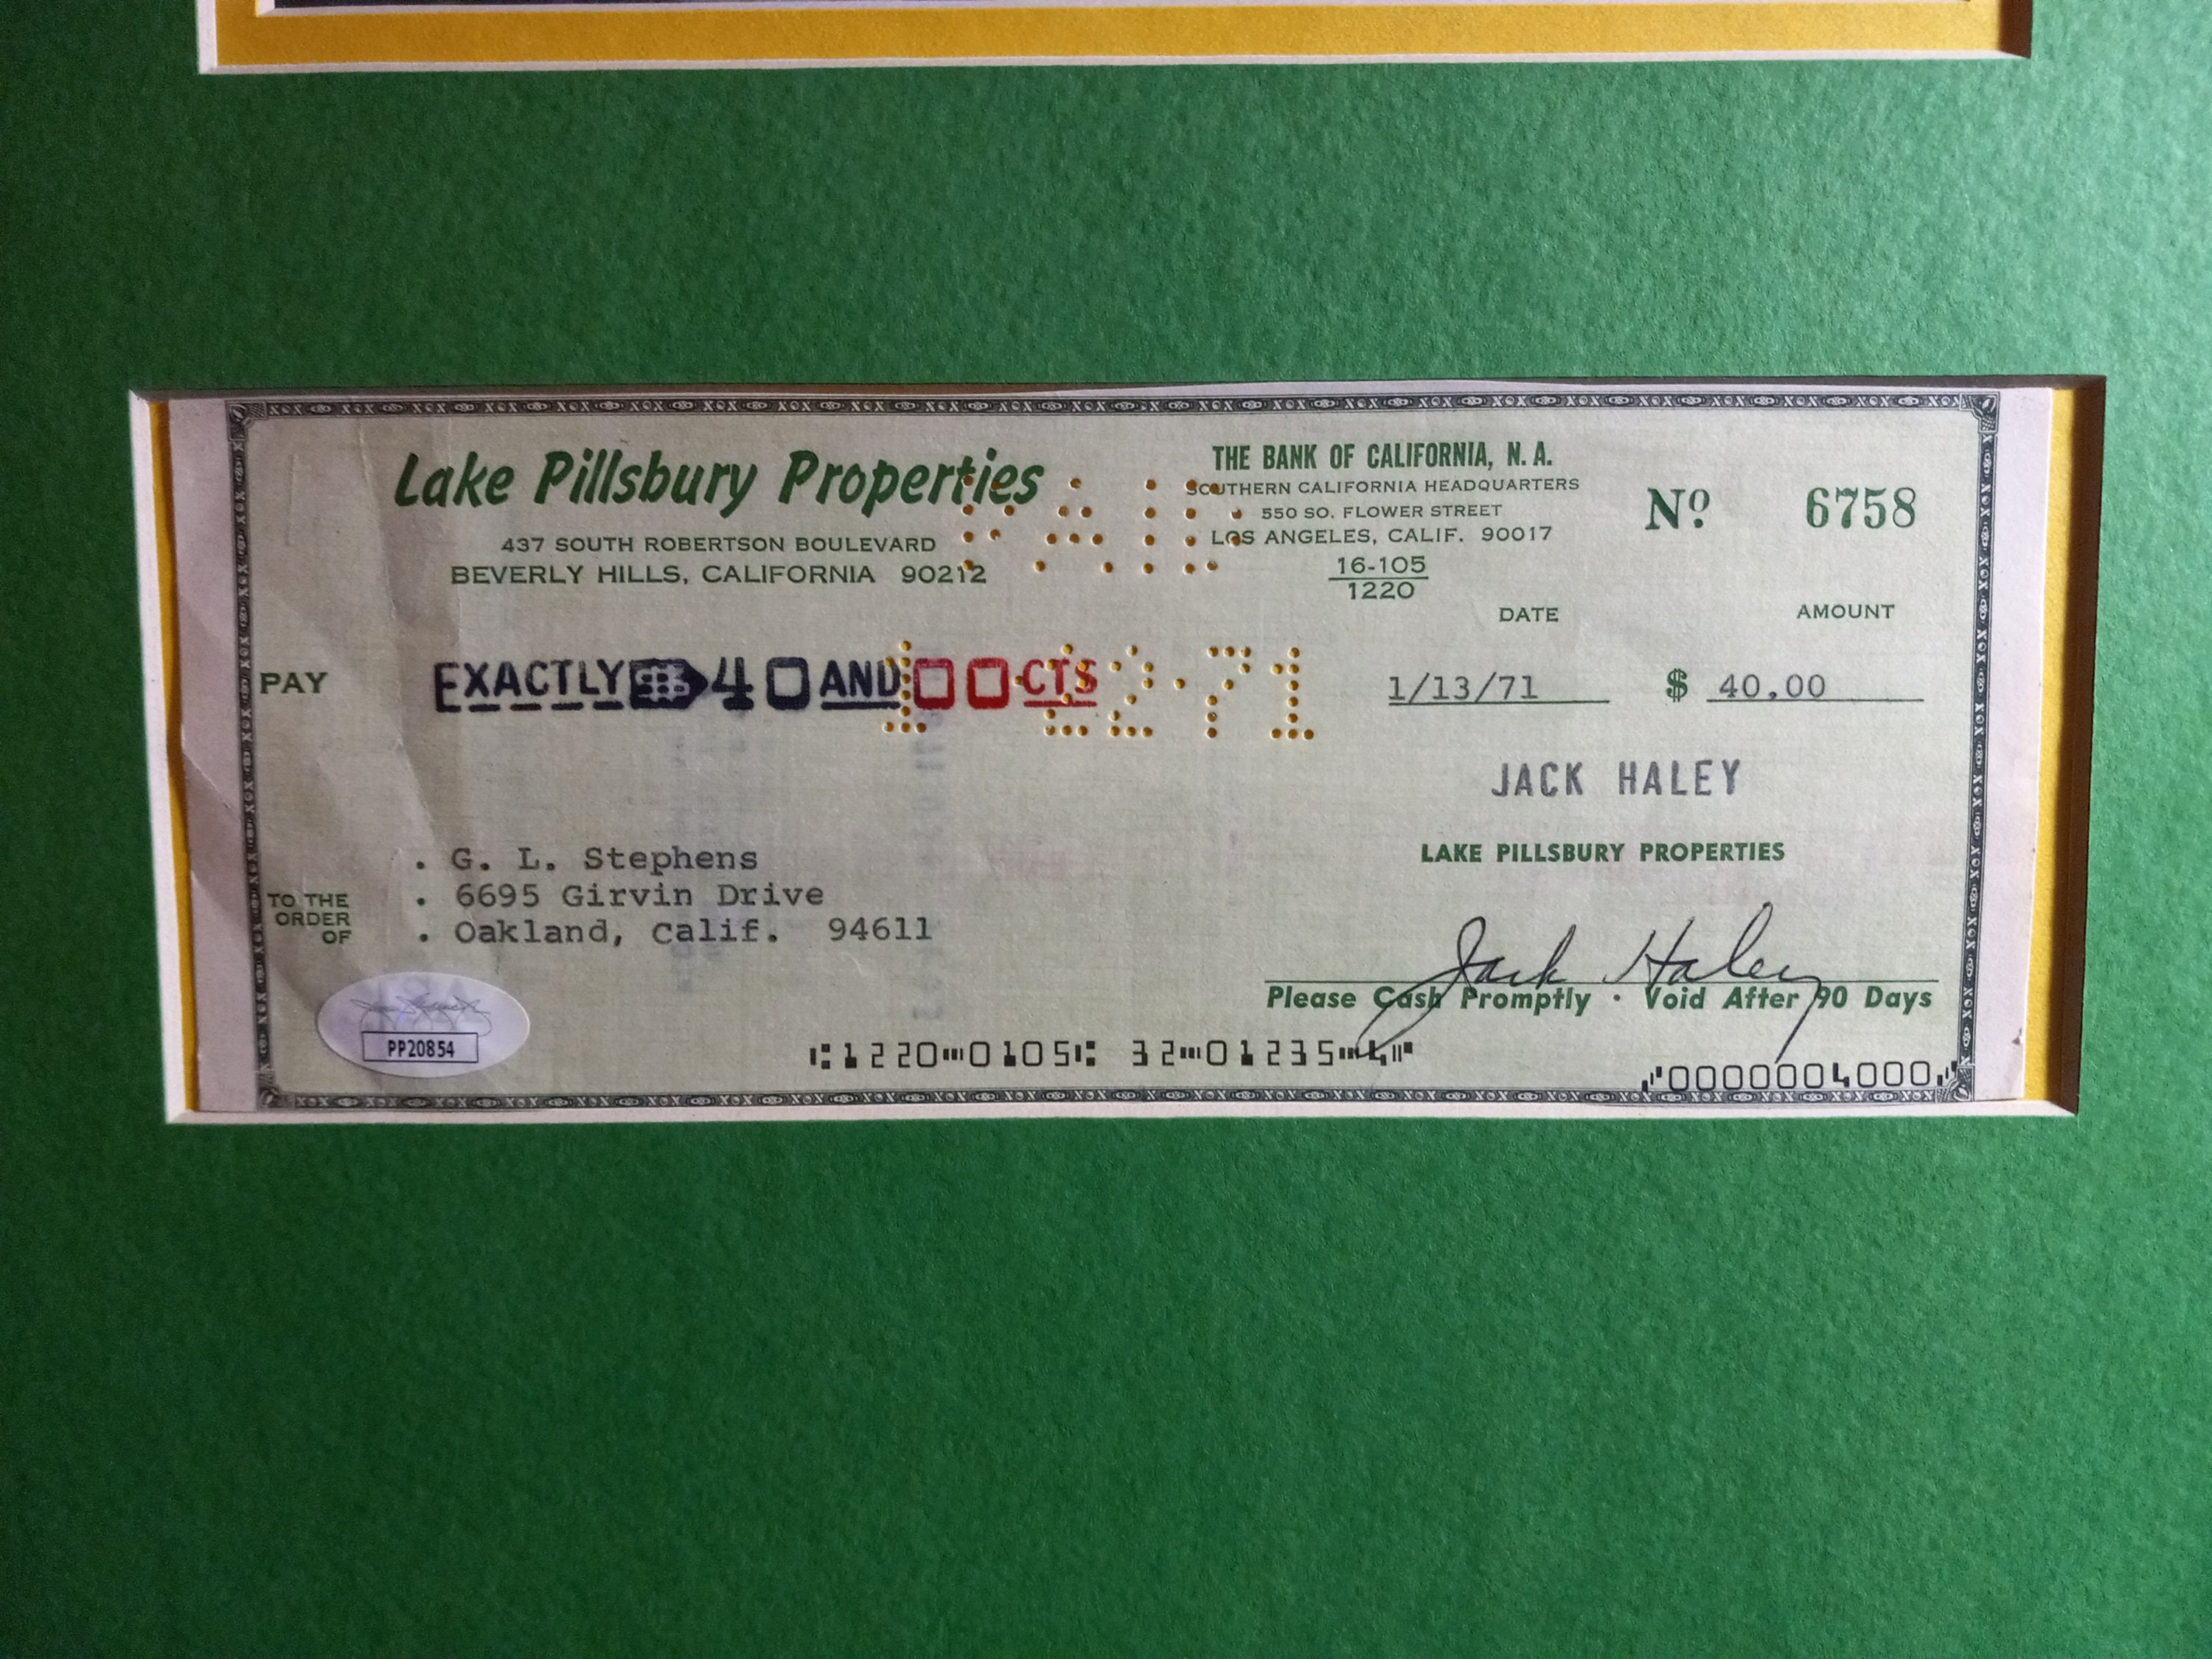 Lake Pillsbury Properties
437 SOUTH ROBERTSON BOULEVARD
BEVERLY HILLS, CALIFORNIA 90212
PAID
THE BANK OF CALIFORNIA, N. A.
SOUTHERN CALIFORNIA HEADQUARTERS
550 SO. FLOWER STREET
LOS ANGELES, CALIF. 90017
16-105
1220
Nº 6758
DATE
AMOUNT
PAY
EXACTLY 40 AND 00 CTS
71
1/13/71
$ 40.00
JACK HALEY
LAKE PILLSBURY PROPERTIES
TO THE
ORDER
OF
. G. L. Stephens
. 6695 Girvin Drive
. Oakland, Calif. 94611
Jack Haley
Please Cash Promptly · Void After 90 Days
PP20854
⑆1220⑉0105⑆ 32⑉01235⑉4⑈
⑇0000004000⑇